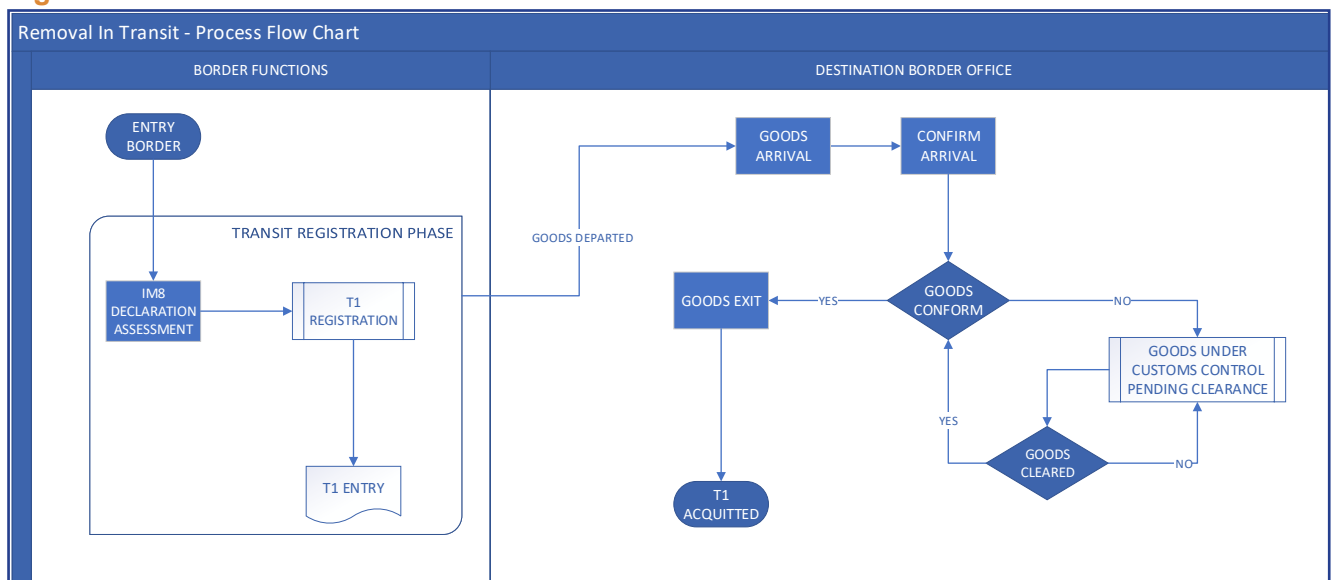 Removal In Transit - Process Flow Chart
BORDER FUNCTIONS
DESTINATION BORDER OFFICE
ENTRY
BORDER
TRANSIT REGISTRATION PHASE
IM8
DECLARATION
ASSESSMENT
T1
REGISTRATION
T1 ENTRY
GOODS DEPARTED
GOODS
ARRIVAL
CONFIRM
ARRIVAL
GOODS
CONFORM
YES
NO
GOODS EXIT
GOODS UNDER
CUSTOMS CONTROL
PENDING CLEARANCE
YES
GOODS
CLEARED
NO
T1
ACQUITTED